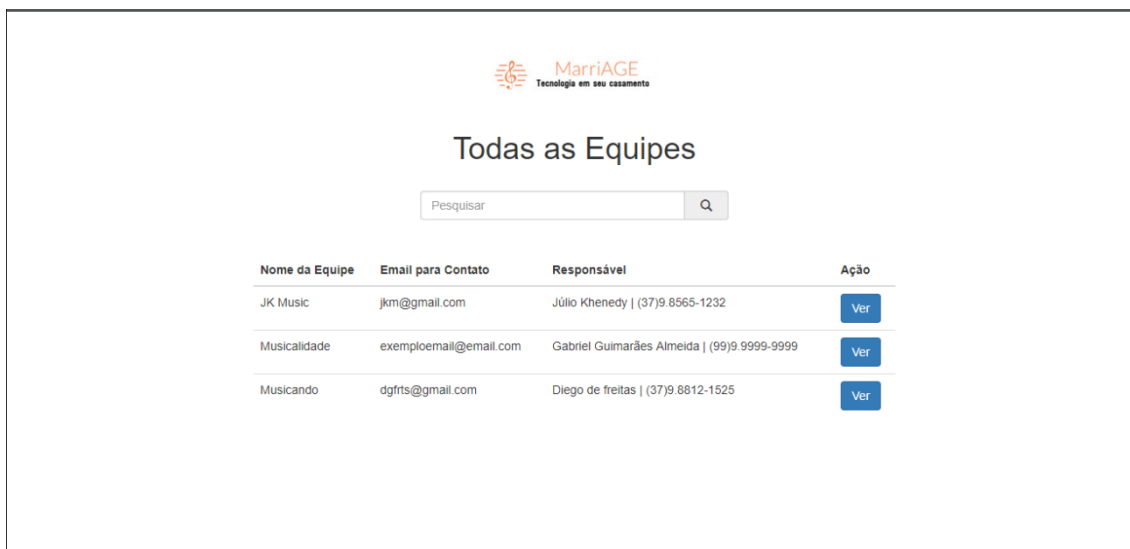 MarriAGE
Tecnologia em seu casamento
Todas as Equipes
Pesquisar
Nome da Equipe Email para Contato Responsável Ação
JK Music jkm@gmail.com Júlio Khenedy | (37)9.8565-1232 Ver
Musicalidade exemploemail@email.com Gabriel Guimarães Almeida | (99)9.9999-9999 Ver
Musicando dgfrts@gmail.com Diego de freitas | (37)9.8812-1525 Ver